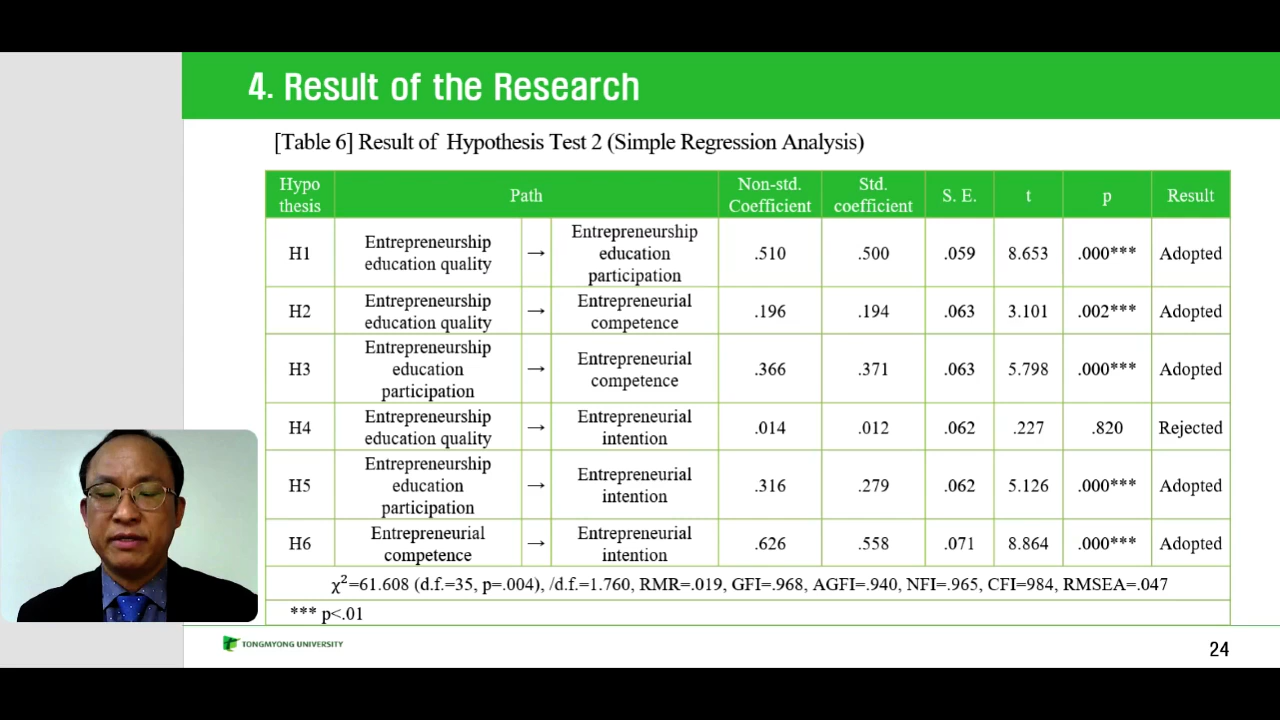 4. Result of the Research
[Table 6] Result of Hypothesis Test 2 (Simple Regression Analysis)
Hypo
thesis
Path
Non-std.
Coefficient
Std.
coefficient
S. E.
t
p
Result
H1
Entrepreneurship
education quality
→
Entrepreneurship
education
participation
.510
.500
.059
8.653
.000***
Adopted
H2
Entrepreneurship
education quality
→
Entrepreneurial
competence
.196
.194
.063
3.101
.002***
Adopted
H3
Entrepreneurship
education
participation
→
Entrepreneurial
competence
.366
.371
.063
5.798
.000***
Adopted
H4
Entrepreneurship
education quality
→
Entrepreneurial
intention
.014
.012
.062
.227
.820
Rejected
H5
Entrepreneurship
education
participation
→
Entrepreneurial
intention
.316
.279
.062
5.126
.000***
Adopted
H6
Entrepreneurial
competence
→
Entrepreneurial
intention
.626
.558
.071
8.864
.000***
Adopted
χ²=61.608 (d.f.=35, p=.004), /d.f.=1.760, RMR=.019, GFI=.968, AGFI=.940, NFI=.965, CFI=984, RMSEA=.047
*** p<.01
TONGMYONG UNIVERSITY
24